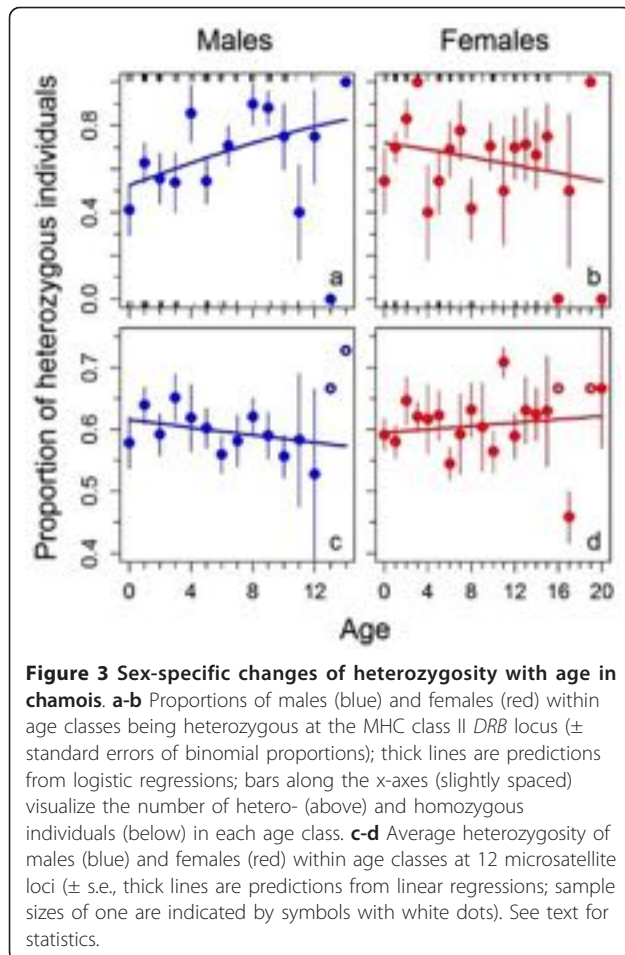 Males Females
Proportion of heterozygous individuals
0.0 0.4 0.8
a b
0.4 0.5 0.6 0.7
c d
0 4 8 12 0 4 8 12 16 20
Age
Figure 3 Sex-specific changes of heterozygosity with age in
chamois. a-b Proportions of males (blue) and females (red) within
age classes being heterozygous at the MHC class II DRB locus (±
standard errors of binomial proportions); thick lines are predictions
from logistic regressions; bars along the x-axes (slightly spaced)
visualize the number of hetero- (above) and homozygous
individuals (below) in each age class. c-d Average heterozygosity of
males (blue) and females (red) within age classes at 12 microsatellite
loci (± s.e., thick lines are predictions from linear regressions; sample
sizes of one are indicated by symbols with white dots). See text for
statistics.